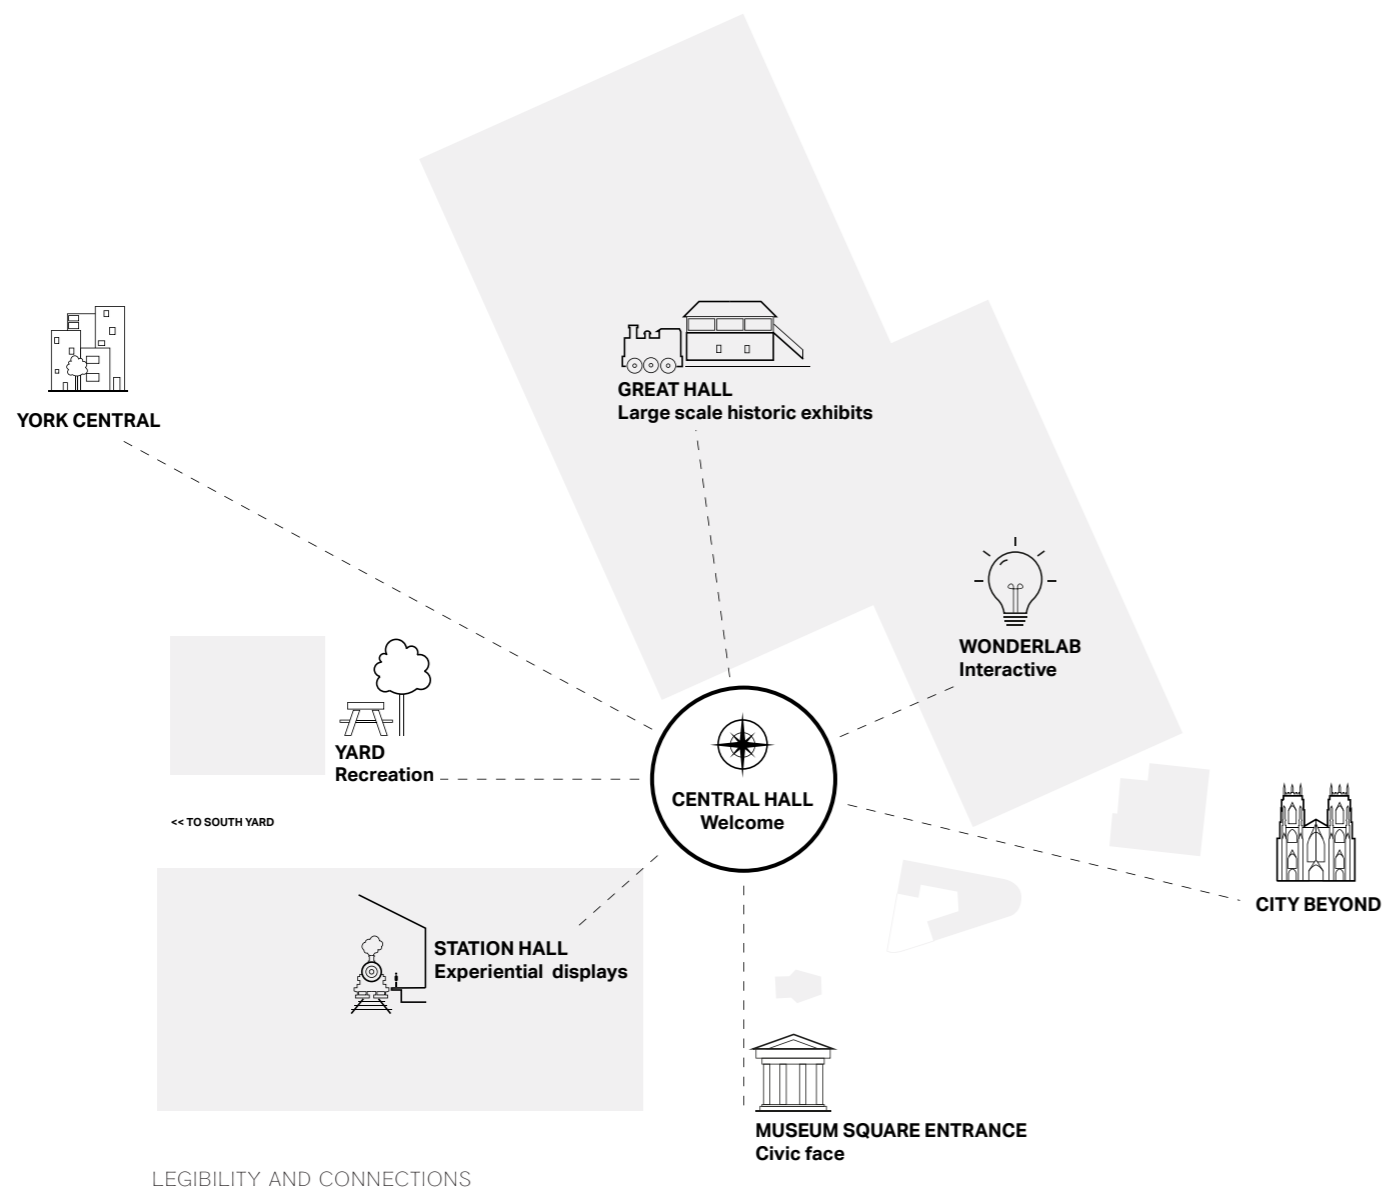 GREAT HALL
Large scale historic exhibits
YORK CENTRAL
WONDERLAB
Interactive
YARD
Recreation
CENTRAL HALL
Welcome
<< TO SOUTH YARD
CITY BEYOND
STATION HALL
Experiential  displays
MUSEUM SQUARE ENTRANCE
Civic face
LEGIBILITY AND CONNECTIONS